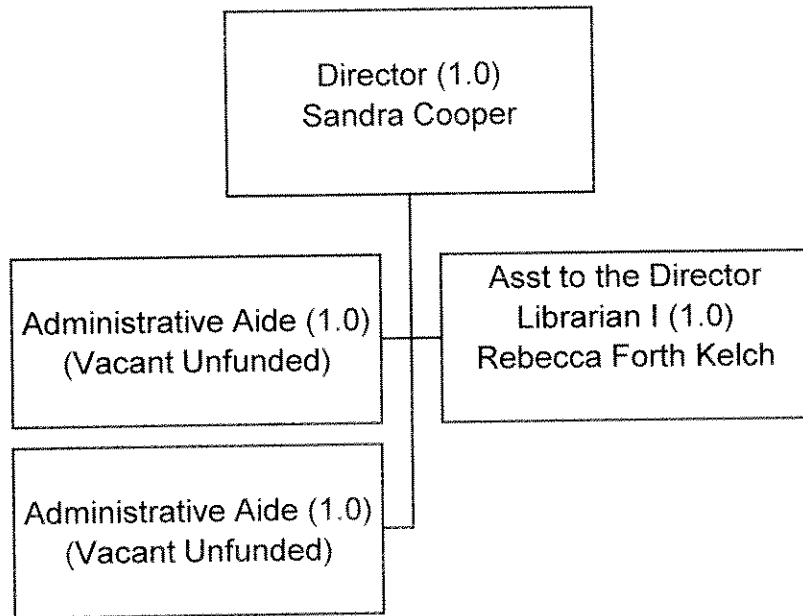 Director (1.0)
Sandra Cooper
Administrative Aide (1.0)
(Vacant Unfunded)
Asst to the Director
Librarian I (1.0)
Rebecca Forth Kelch
Administrative Aide (1.0)
(Vacant Unfunded)